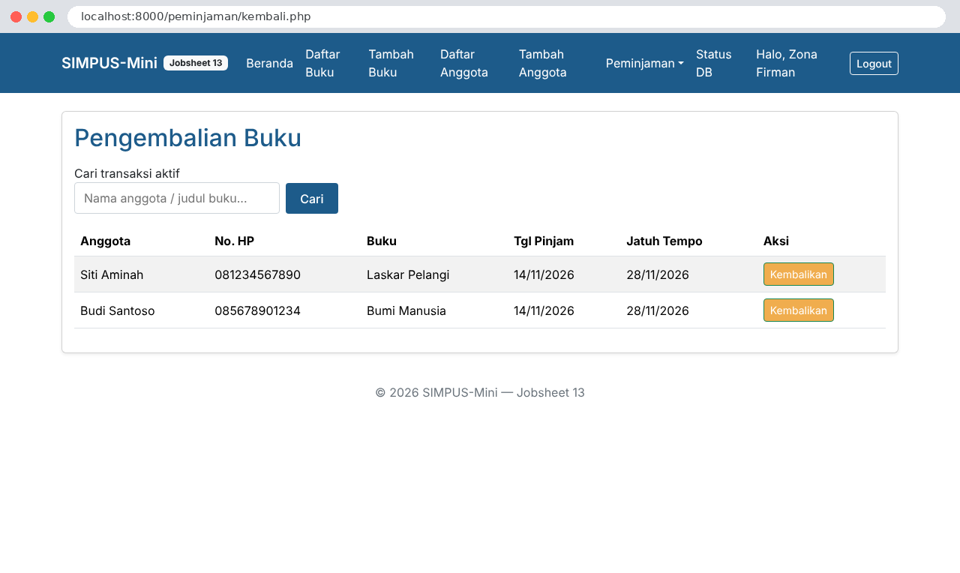 localhost:8000/peminjaman/kembali.php
SIMPUS-Mini Jobsheet 13 Beranda Daftar Buku Tambah Buku Daftar Anggota Tambah Anggota Peminjaman Status DB Halo, Zona Firman Logout
Pengembalian Buku
Cari transaksi aktif
Nama anggota / judul buku... Cari
Anggota No. HP Buku Tgl Pinjam Jatuh Tempo Aksi
Siti Aminah 081234567890 Laskar Pelangi 14/11/2026 28/11/2026 Kembalikan
Budi Santoso 085678901234 Bumi Manusia 14/11/2026 28/11/2026 Kembalikan
© 2026 SIMPUS-Mini — Jobsheet 13